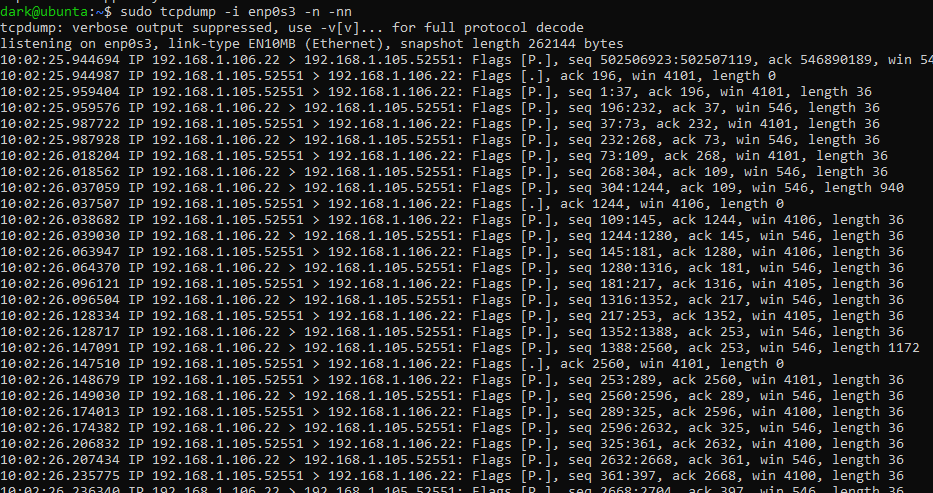 dark@ubunta:~$ sudo tcpdump -i enp0s3 -n -nn
tcpdump: verbose output suppressed, use -v[v]... for full protocol decode
listening on enp0s3, link-type EN10MB (Ethernet), snapshot length 262144 bytes
10:02:25.944694 IP 192.168.1.106.22 > 192.168.1.105.52551: Flags [P.], seq 502506923:502507119, ack 546890189, win 54
10:02:25.944987 IP 192.168.1.105.52551 > 192.168.1.106.22: Flags [.], ack 196, win 4101, length 0
10:02:25.959404 IP 192.168.1.105.52551 > 192.168.1.106.22: Flags [P.], seq 1:37, ack 196, win 4101, length 36
10:02:25.959576 IP 192.168.1.106.22 > 192.168.1.105.52551: Flags [P.], seq 196:232, ack 37, win 546, length 36
10:02:25.987722 IP 192.168.1.105.52551 > 192.168.1.106.22: Flags [P.], seq 37:73, ack 232, win 4101, length 36
10:02:25.987928 IP 192.168.1.106.22 > 192.168.1.105.52551: Flags [P.], seq 232:268, ack 73, win 546, length 36
10:02:26.018204 IP 192.168.1.105.52551 > 192.168.1.106.22: Flags [P.], seq 73:109, ack 268, win 4101, length 36
10:02:26.018562 IP 192.168.1.106.22 > 192.168.1.105.52551: Flags [P.], seq 268:304, ack 109, win 546, length 36
10:02:26.037059 IP 192.168.1.106.22 > 192.168.1.105.52551: Flags [P.], seq 304:1244, ack 109, win 546, length 940
10:02:26.037507 IP 192.168.1.105.52551 > 192.168.1.106.22: Flags [.], ack 1244, win 4106, length 0
10:02:26.038682 IP 192.168.1.105.52551 > 192.168.1.106.22: Flags [P.], seq 109:145, ack 1244, win 4106, length 36
10:02:26.039030 IP 192.168.1.106.22 > 192.168.1.105.52551: Flags [P.], seq 1244:1280, ack 145, win 546, length 36
10:02:26.063947 IP 192.168.1.105.52551 > 192.168.1.106.22: Flags [P.], seq 145:181, ack 1280, win 4106, length 36
10:02:26.064370 IP 192.168.1.106.22 > 192.168.1.105.52551: Flags [P.], seq 1280:1316, ack 181, win 546, length 36
10:02:26.096121 IP 192.168.1.105.52551 > 192.168.1.106.22: Flags [P.], seq 181:217, ack 1316, win 4105, length 36
10:02:26.096504 IP 192.168.1.106.22 > 192.168.1.105.52551: Flags [P.], seq 1316:1352, ack 217, win 546, length 36
10:02:26.128334 IP 192.168.1.105.52551 > 192.168.1.106.22: Flags [P.], seq 217:253, ack 1352, win 4105, length 36
10:02:26.128717 IP 192.168.1.106.22 > 192.168.1.105.52551: Flags [P.], seq 1352:1388, ack 253, win 546, length 36
10:02:26.147091 IP 192.168.1.106.22 > 192.168.1.105.52551: Flags [P.], seq 1388:2560, ack 253, win 546, length 1172
10:02:26.147510 IP 192.168.1.105.52551 > 192.168.1.106.22: Flags [.], ack 2560, win 4101, length 0
10:02:26.148679 IP 192.168.1.105.52551 > 192.168.1.106.22: Flags [P.], seq 253:289, ack 2560, win 4101, length 36
10:02:26.149030 IP 192.168.1.106.22 > 192.168.1.105.52551: Flags [P.], seq 2560:2596, ack 289, win 546, length 36
10:02:26.174013 IP 192.168.1.105.52551 > 192.168.1.106.22: Flags [P.], seq 289:325, ack 2596, win 4100, length 36
10:02:26.174382 IP 192.168.1.106.22 > 192.168.1.105.52551: Flags [P.], seq 2596:2632, ack 325, win 546, length 36
10:02:26.206832 IP 192.168.1.105.52551 > 192.168.1.106.22: Flags [P.], seq 325:361, ack 2632, win 4100, length 36
10:02:26.207434 IP 192.168.1.106.22 > 192.168.1.105.52551: Flags [P.], seq 2632:2668, ack 361, win 546, length 36
10:02:26.235775 IP 192.168.1.105.52551 > 192.168.1.106.22: Flags [P.], seq 361:397, ack 2668, win 4100, length 36
10:02:26.236340 IP 192.168.1.106.22 > 192.168.1.105.52551: Flags [P.], seq 2668:2704, ack 397, win 546, length 36